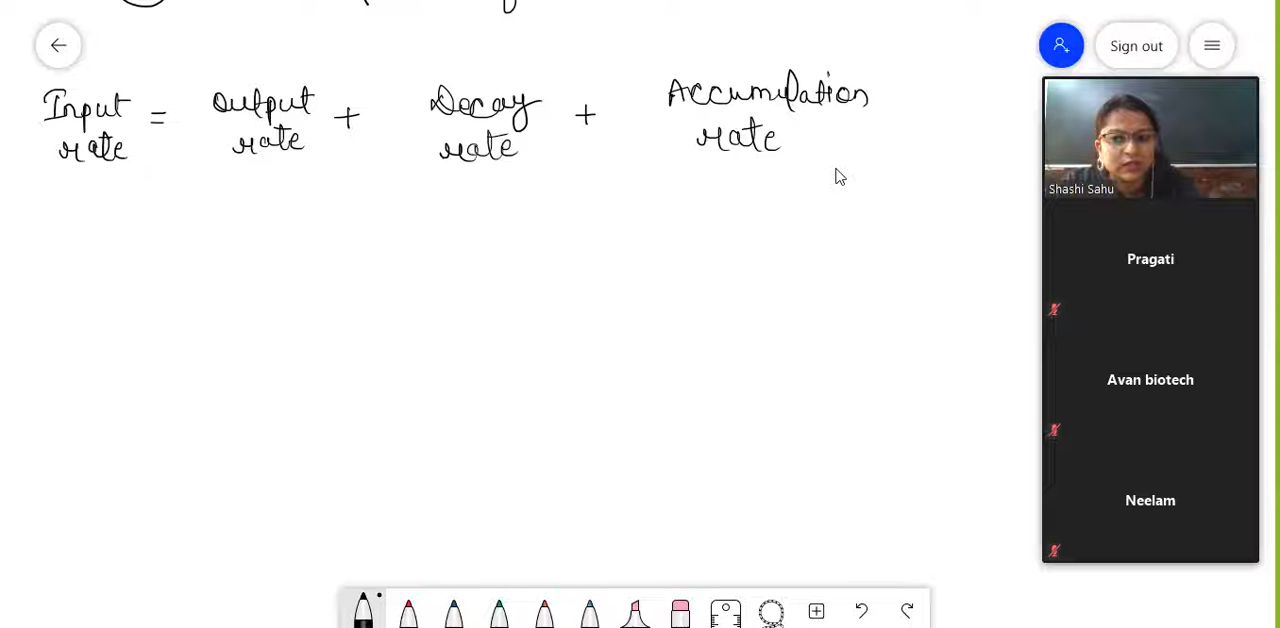 Sign out
Input = Output + Decay + Accumulation
rate rate rate rate
Shashi Sahu
Pragati
Avan biotech
Neelam